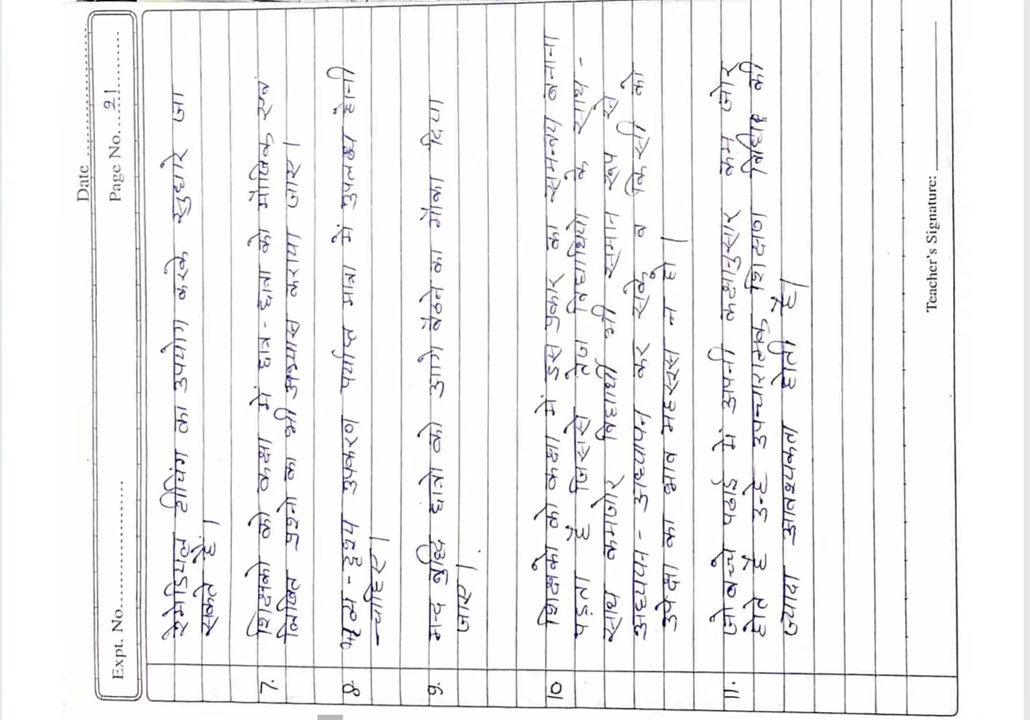 Date ..............
Expt. No.................
Page No....21..........
रेमेडियल टीचिंग का उपयोग करके सुधारे जा
सकते है।
7. शिक्षको को कक्षा में छात्र-छात्रा को मौखिक एवं
लिखित प्रश्नो का भी अभ्यास कराया जाए।
8. श्रव्य-दृश्य उपकरण पर्याप्त मात्रा में उपलब्ध होनी
चाहिए।
9. मन्द बुद्धि छात्रो को आगे बैठने का मौका दिया
जाए।
10 शिक्षको को कक्षा में इस प्रकार का समन्वय बनाना
पड़ता है जिससे तेज विद्यार्थियो के साथ-
साथ कमजोर विद्यार्थी भी समान रूप से
अध्ययन-अध्यापन कर सके व किसी को
उपेक्षा का भाव महसूस न हो।
11. जो बच्चे पढाई में अपनी कक्षानुसार कम जोर
होते है उन्हे उपचारात्मक शिक्षण विधि की
ज्यादा आवश्यकता होती है।
Teacher's Signature: ______________